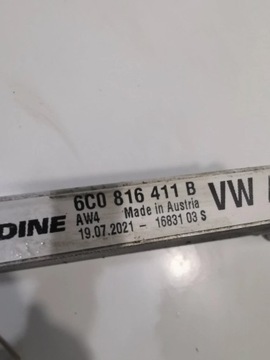 6C0 816 411 B
DINE AW4 Made in Austria VW
19.07.2021- 16831 03 S